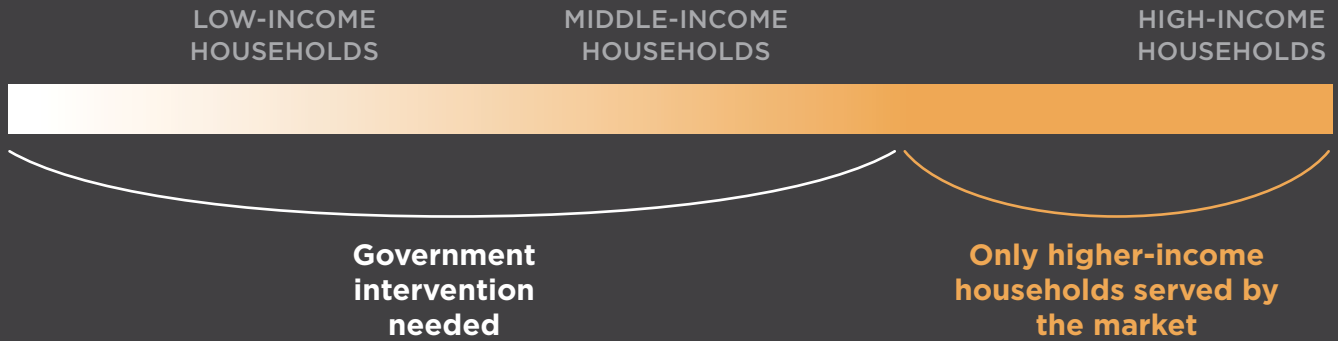 LOW-INCOME
HOUSEHOLDS
MIDDLE-INCOME
HOUSEHOLDS
HIGH-INCOME
HOUSEHOLDS
Government
intervention
needed
Only higher-income
households served by
the market